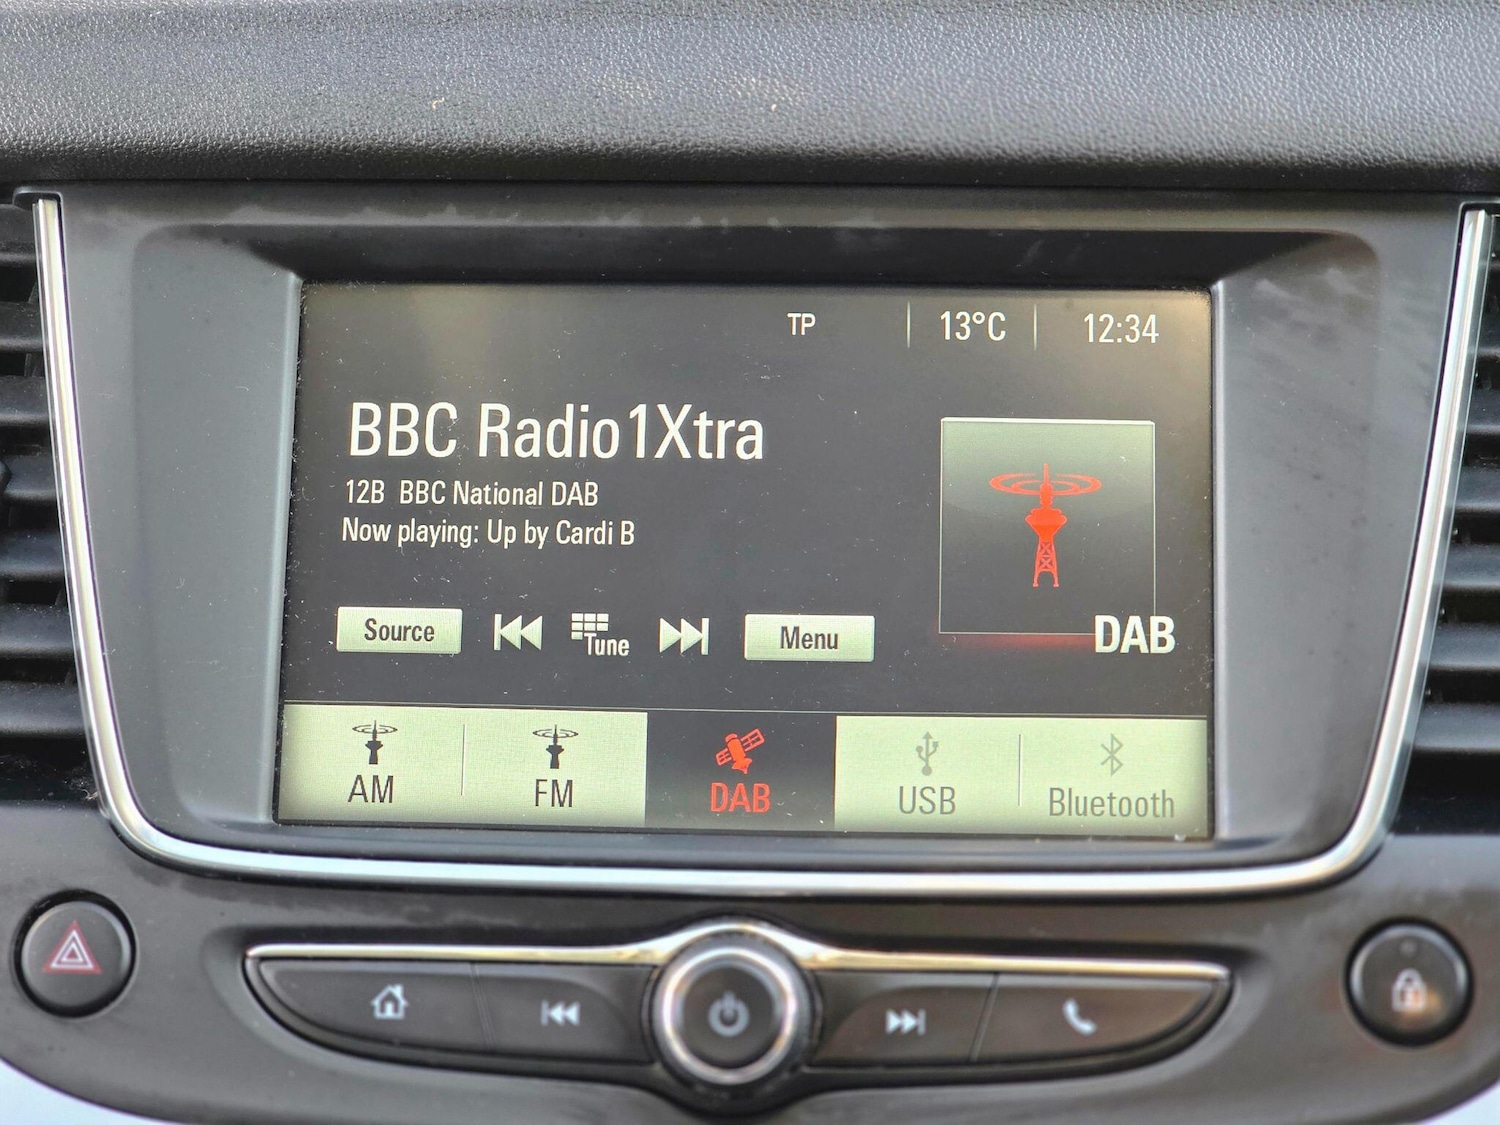 TP 13°C 12:34
BBC Radio1Xtra
12B BBC National DAB
Now playing: Up by Cardi B
Source Tune Menu
DAB
AM FM DAB USB Bluetooth